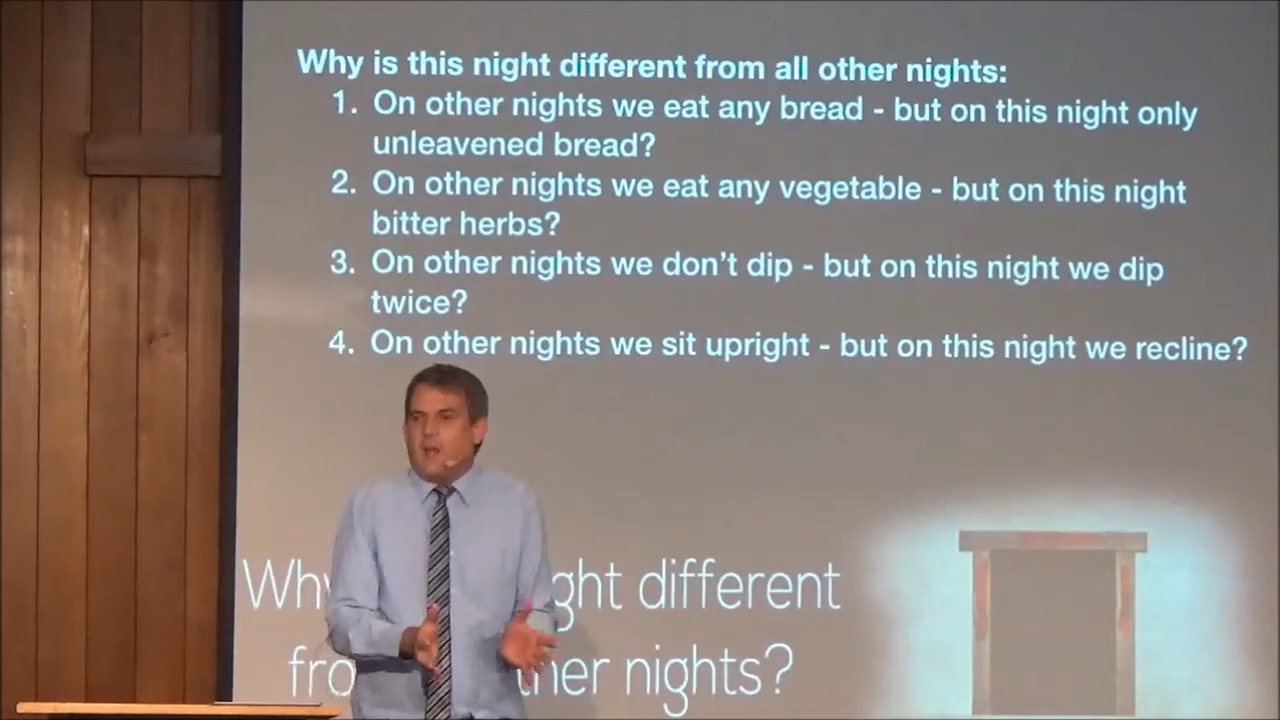 Why is this night different from all other nights:
1. On other nights we eat any bread - but on this night only
unleavened bread?
2. On other nights we eat any vegetable - but on this night
bitter herbs?
3. On other nights we don't dip - but on this night we dip
twice?
4. On other nights we sit upright - but on this night we recline?
different
nights?